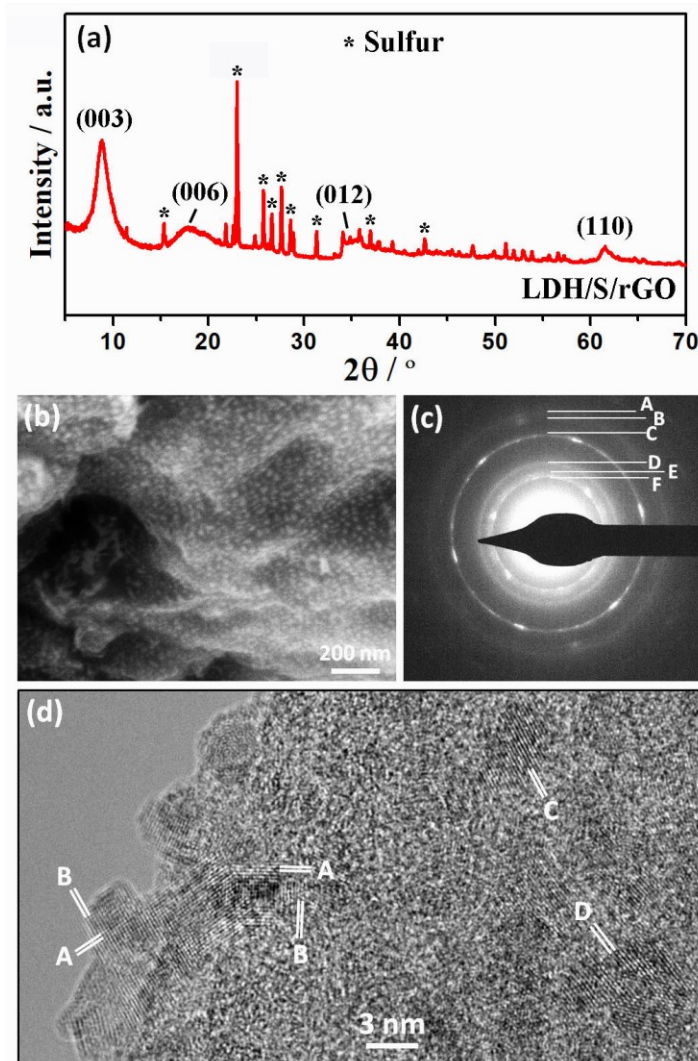 (a)
* Sulfur
Intensity / a.u.
(003)
*
(006)
*
*
*
*
*
*
(012)
*
*
(110)
LDH/S/rGO
10
20
30
40
50
60
70
2θ / °
(b)
200 nm
(c)
A
B
C
D
E
F
(d)
C
A
B
B
A
D
3 nm